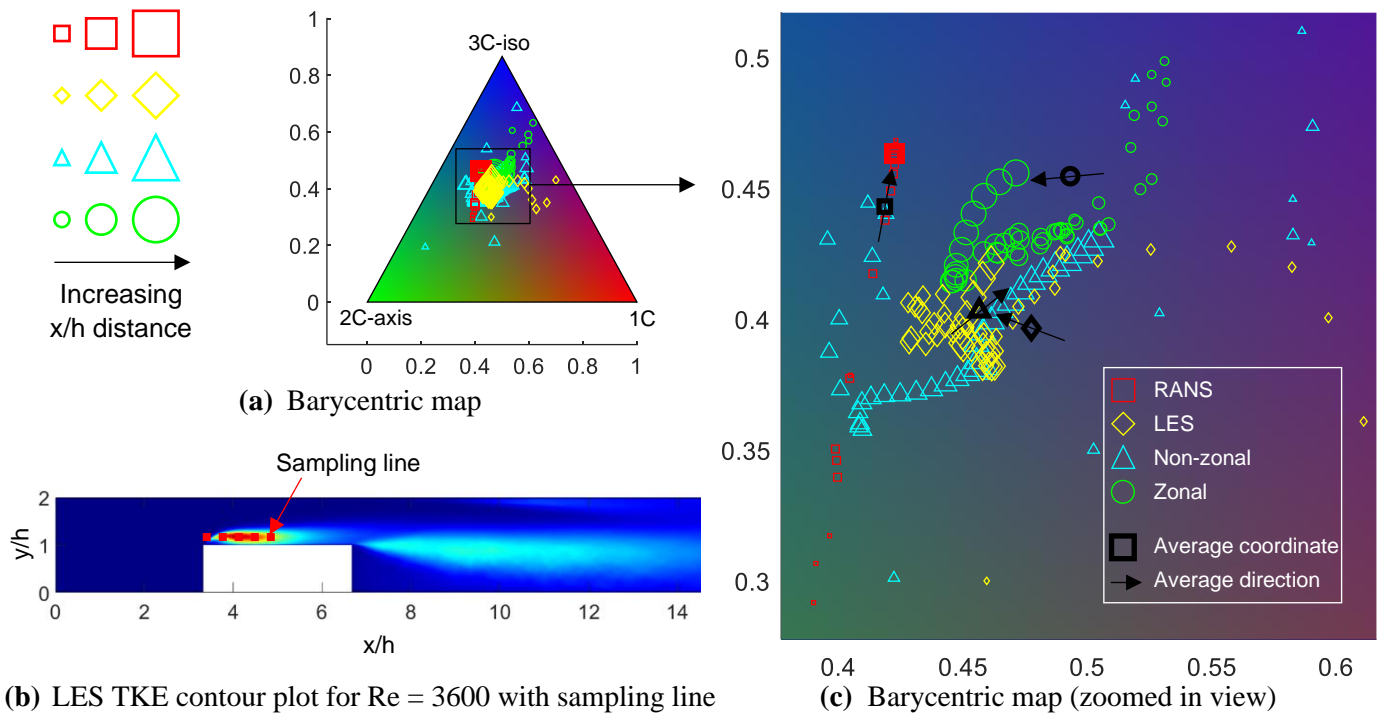 Increasing
x/h distance
1
0.8
0.6
0.4
0.2
0
3C-iso
2C-axis
1C
0 0.2 0.4 0.6 0.8 1
(a) Barycentric map
Sampling line
2
1
0
y/h
0 2 4 6 8 10 12 14
x/h
(b) LES TKE contour plot for Re = 3600 with sampling line
0.5
0.45
0.4
0.35
0.3
RANS
LES
Non-zonal
Zonal
Average coordinate
Average direction
0.4 0.45 0.5 0.55 0.6
(c) Barycentric map (zoomed in view)